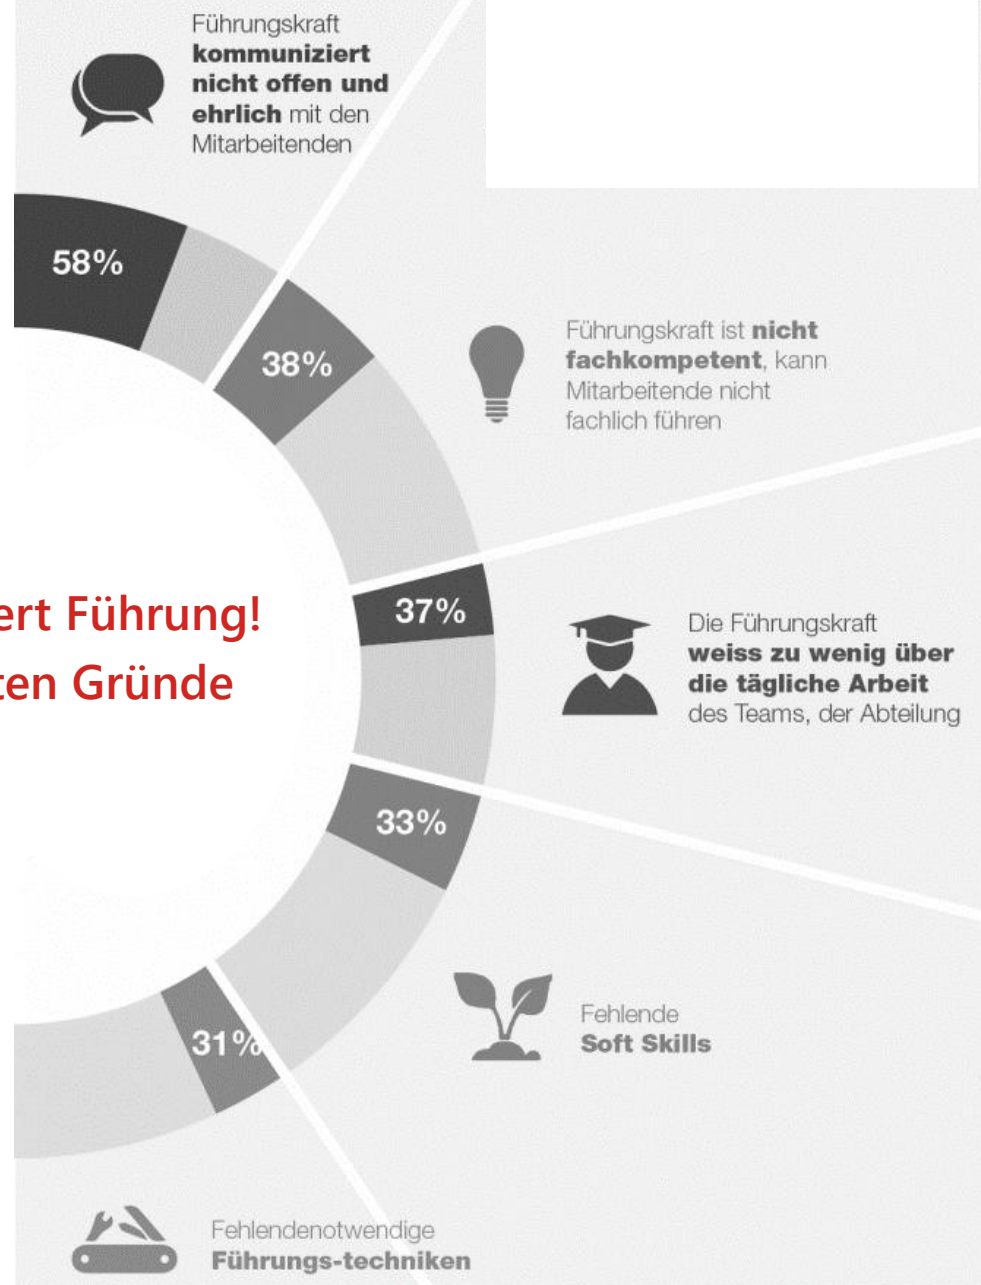 Führungskraft
kommuniziert
nicht offen und
ehrlich mit den
Mitarbeitenden
58%
38%
Führungskraft ist nicht
fachkompetent, kann
Mitarbeitende nicht
fachlich führen
ert Führung!
ten Gründe
37%
Die Führungskraft
weiss zu wenig über
die tägliche Arbeit
des Teams, der Abteilung
33%
Fehlende
Soft Skills
31%
Fehlendenotwendige
Führungs-techniken